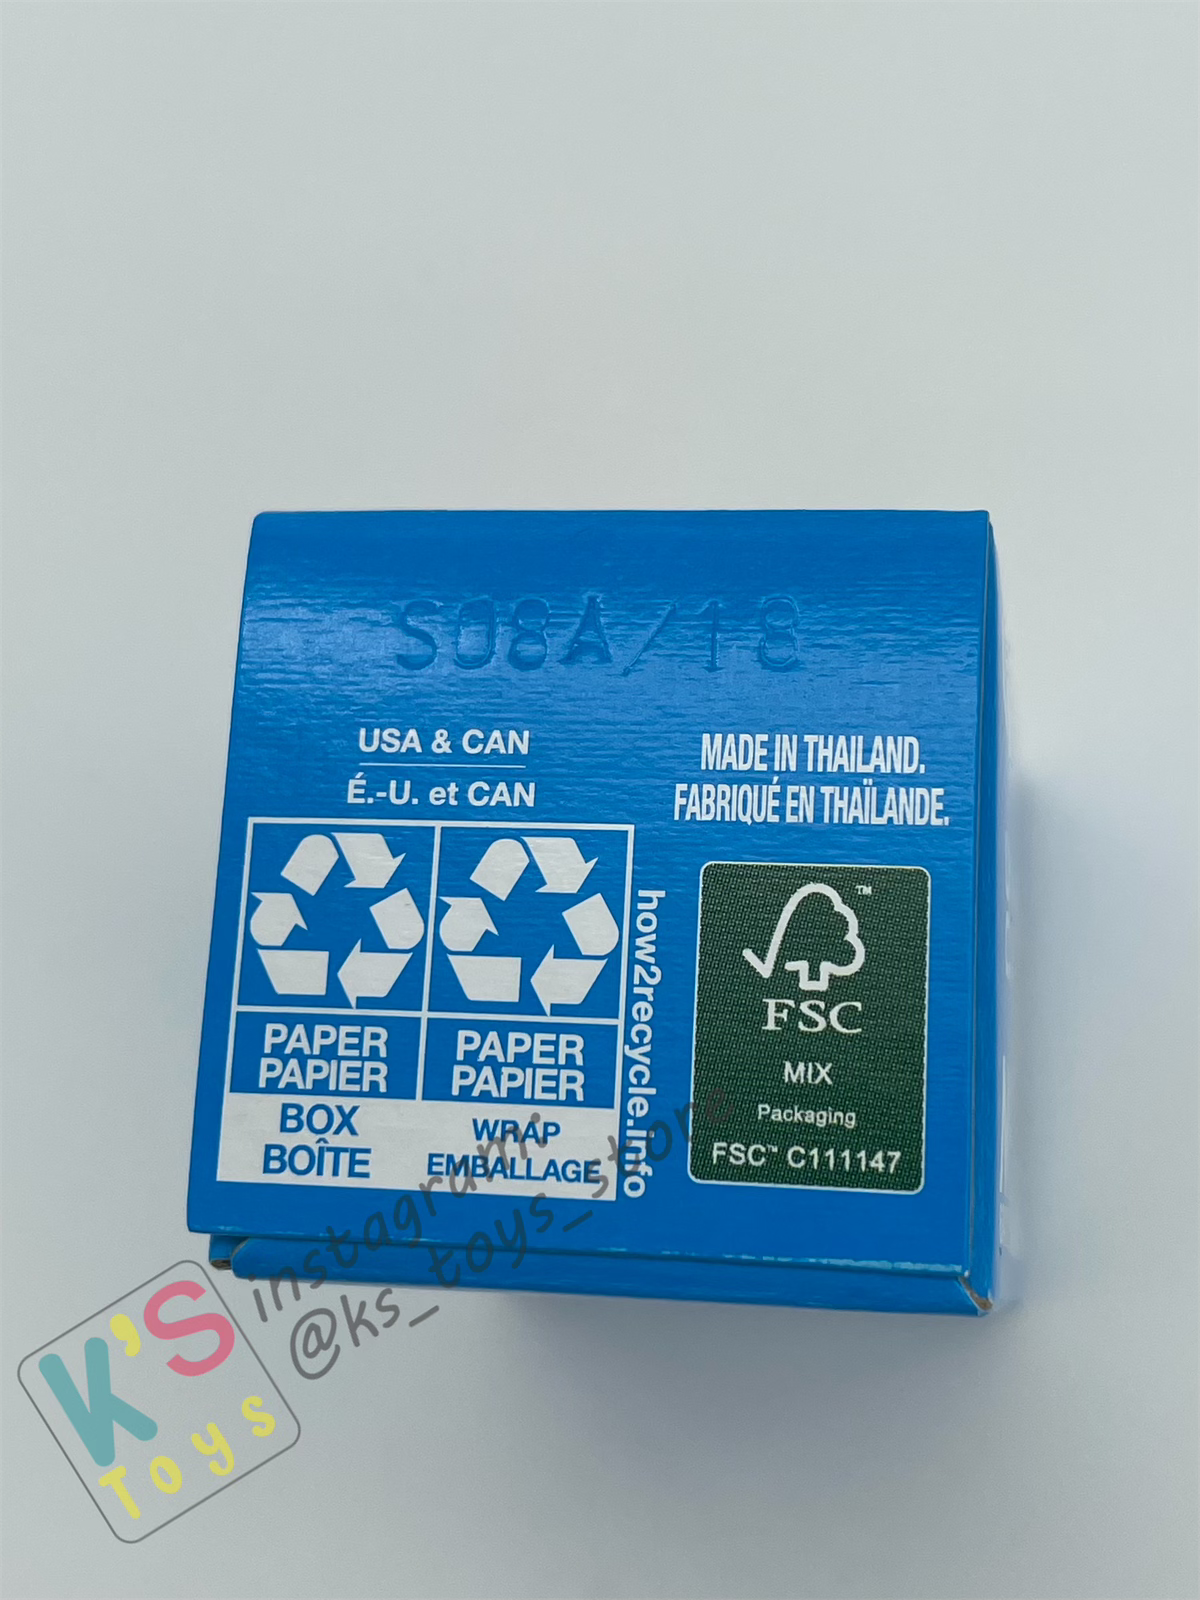 S08A/18
USA & CAN
É.-U. et CAN
MADE IN THAILAND.
FABRIQUÉ EN THAÏLANDE.
PAPER
PAPIER
BOX
BOÎTE
PAPER
PAPIER
WRAP
EMBALLAGE
how2recycle.info
™
FSC
MIX
Packaging
FSC™ C111147
K'S
Toys
instagram:
@ks_toys_store